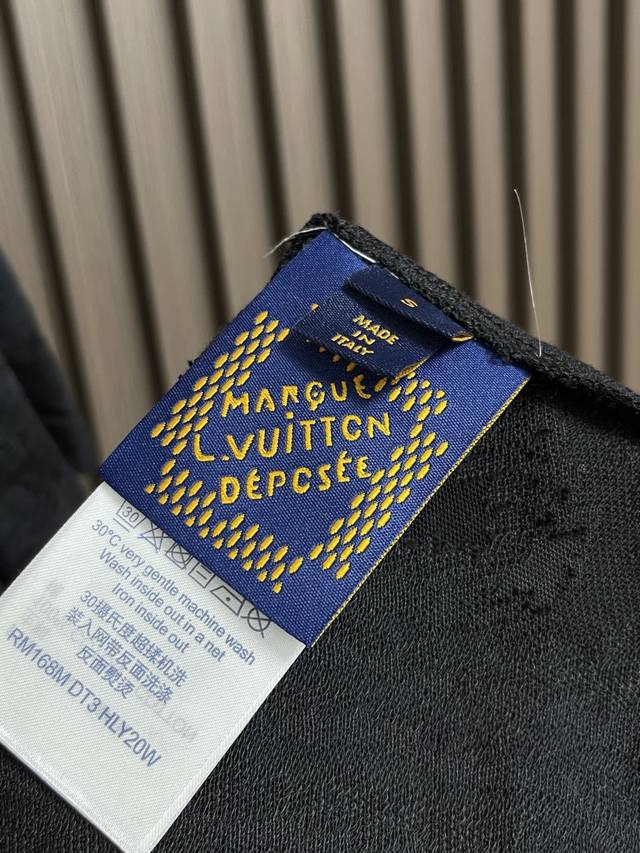 S
MADE
IN
ITALY
MARQUE
L.VUITTON
DÉPOSÉE
30
30°C very gentle machine wash
Wash inside out in a net
Iron inside out
30摄氏度超揉机洗
装入网带反面洗涤
反面熨烫
RM168M DT3 HLY20W